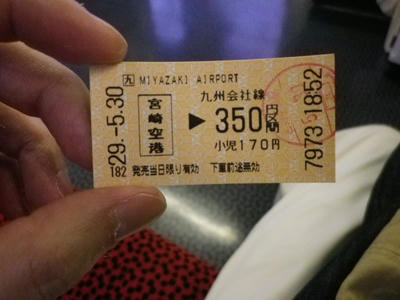 九 MIYAZAKI AIRPORT
九州会社線
宮崎空港 ▶ 350円区間
小児170円
182 発売当日限り有効 下車前途無効
29.-5.30
7973 1852